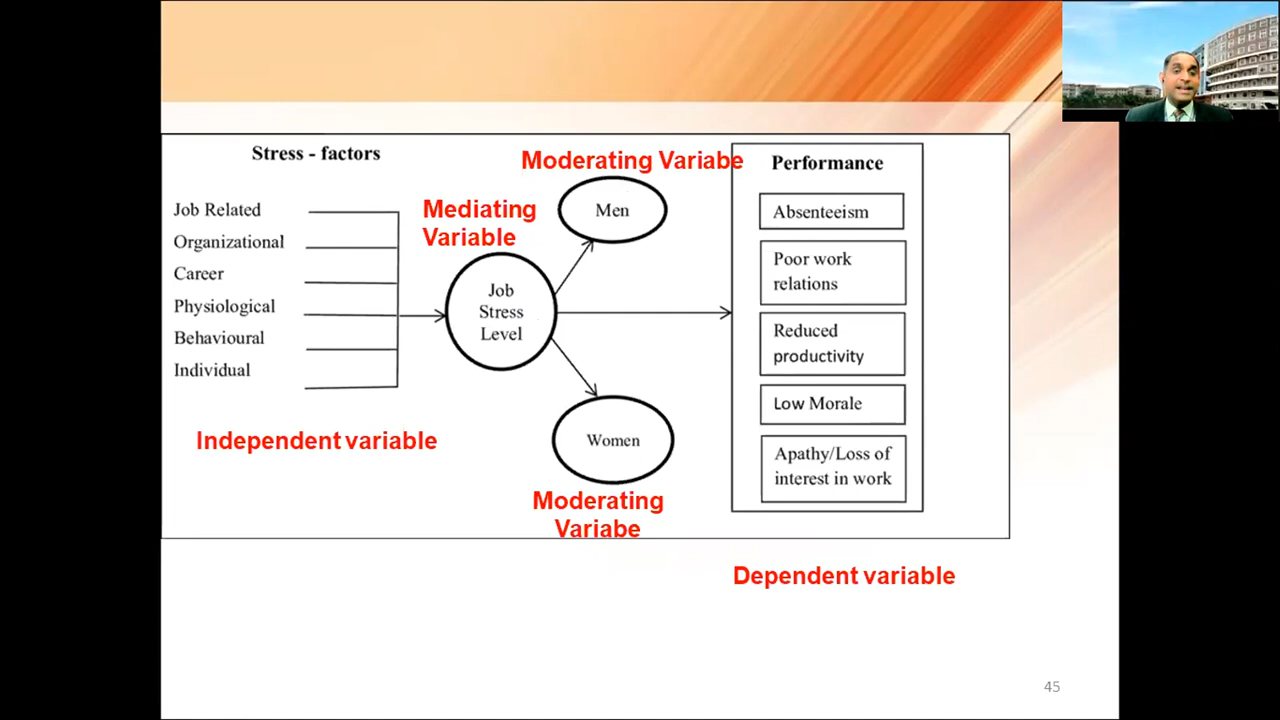 Stress - factors
Job Related
Organizational
Career
Physiological
Behavioural
Individual
Independent variable
Mediating
Variable
Job
Stress
Level
Moderating Variabe
Men
Women
Moderating
Variabe
Performance
Absenteeism
Poor work
relations
Reduced
productivity
Low Morale
Apathy/Loss of
interest in work
Dependent variable
45